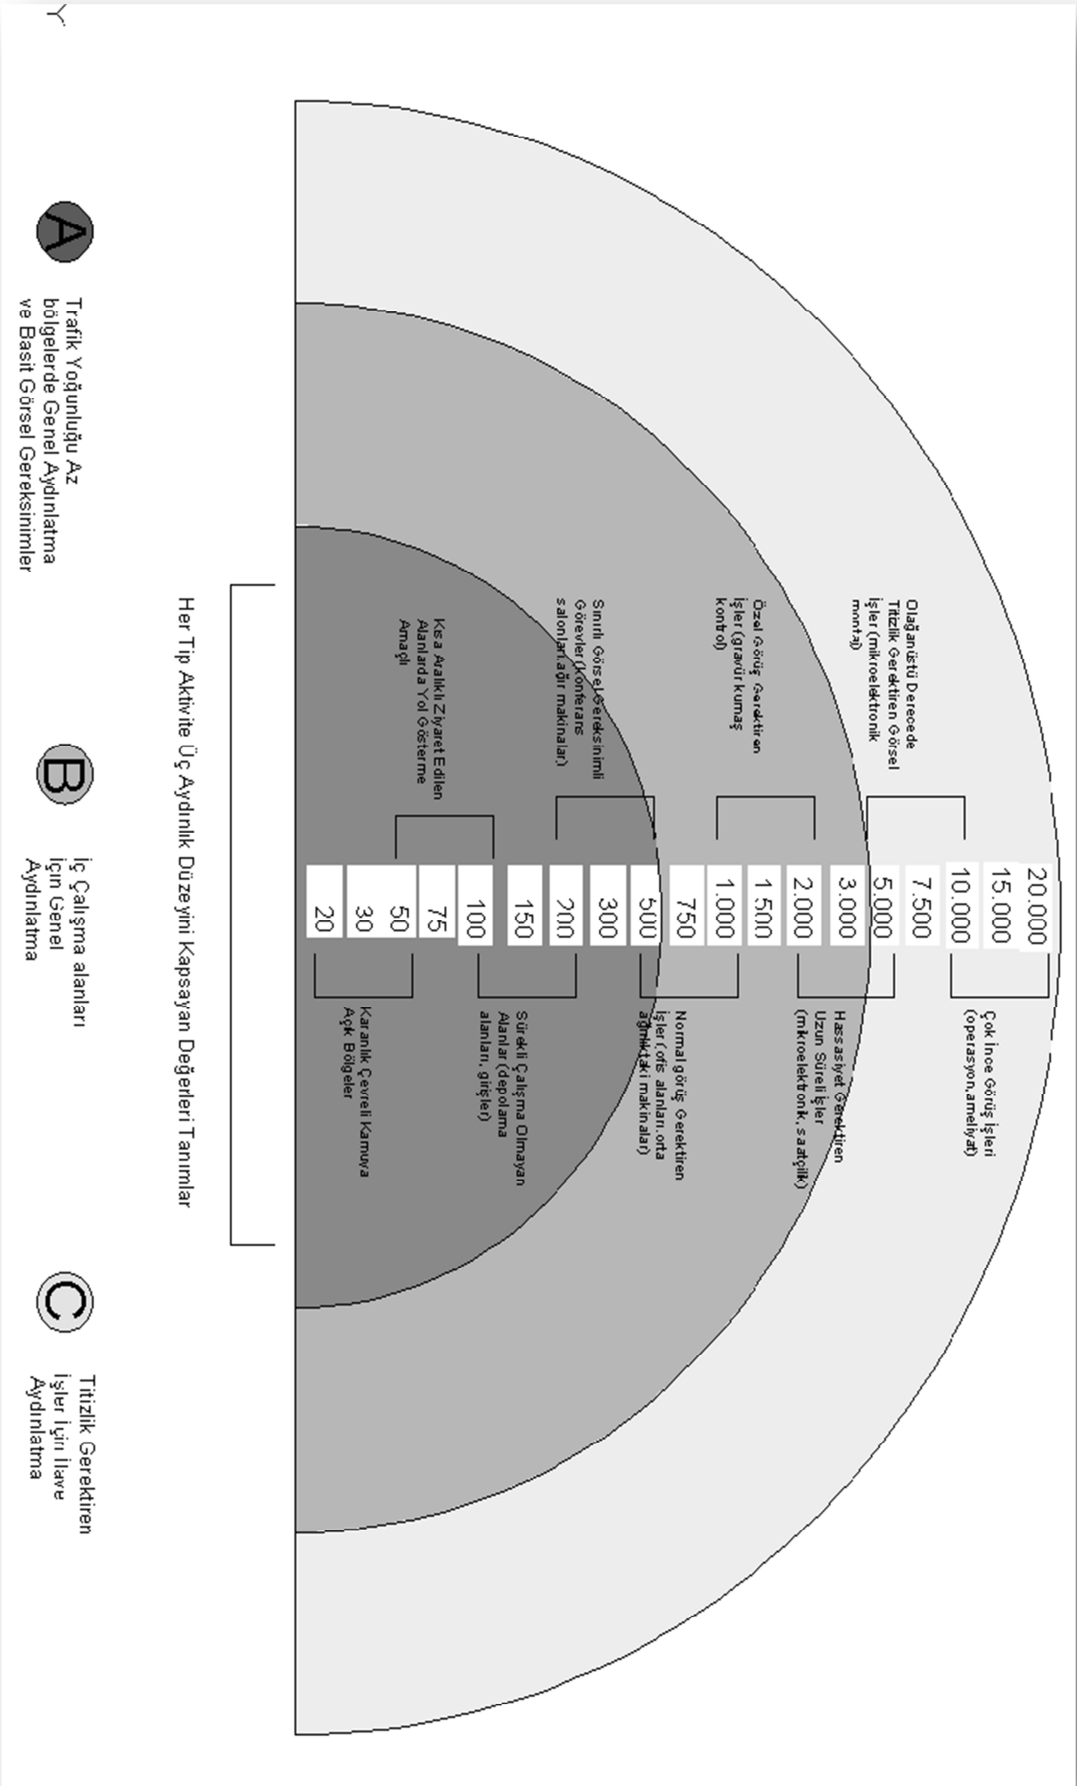 20.000
15.000
10.000
7.500
5.000
3.000
2.000
1.500
1.000
750
500
300
200
150
100
75
50
30
20
Olağanüstü Derecede
Titizlik Gerektiren Görsel
İşler (mikroelektronik
montaj)
Özel Görüş Gerektiren
İşler (gravür kumaş
kontrol)
Sınırlı Görsel Gereksinimli
Görevler (konferans
salonları,ağır makinalar)
Kısa Aralıklı Ziyaret Edilen
Alanlarda Yol Gösterme
Amaçlı
Çok İnce Görüş İşleri
(operasyon,ameliyat)
Hassasiyet Gerektiren
Uzun Süreli İşler
(mikroelektronik, saatçilik)
Normal görüş Gerektiren
İşler (ofis alanları,orta
ağırlıktaki makinalar)
Sürekli Çalışma Olmayan
Alanlar (depolama
alanları, girişler)
Karanlık Çevreli Kamuya
Açık Bölgeler
Her Tip Aktivite Üç Aydınlık Düzeyini Kapsayan Değerleri Tanımlar
A
Trafik Yoğunluğu Az
bölgelerde Genel Aydınlatma
ve Basit Görsel Gereksinimler
B
İç Çalışma alanları
için Genel
Aydınlatma
C
Titizlik Gerektiren
İşler İçin İlave
Aydınlatma